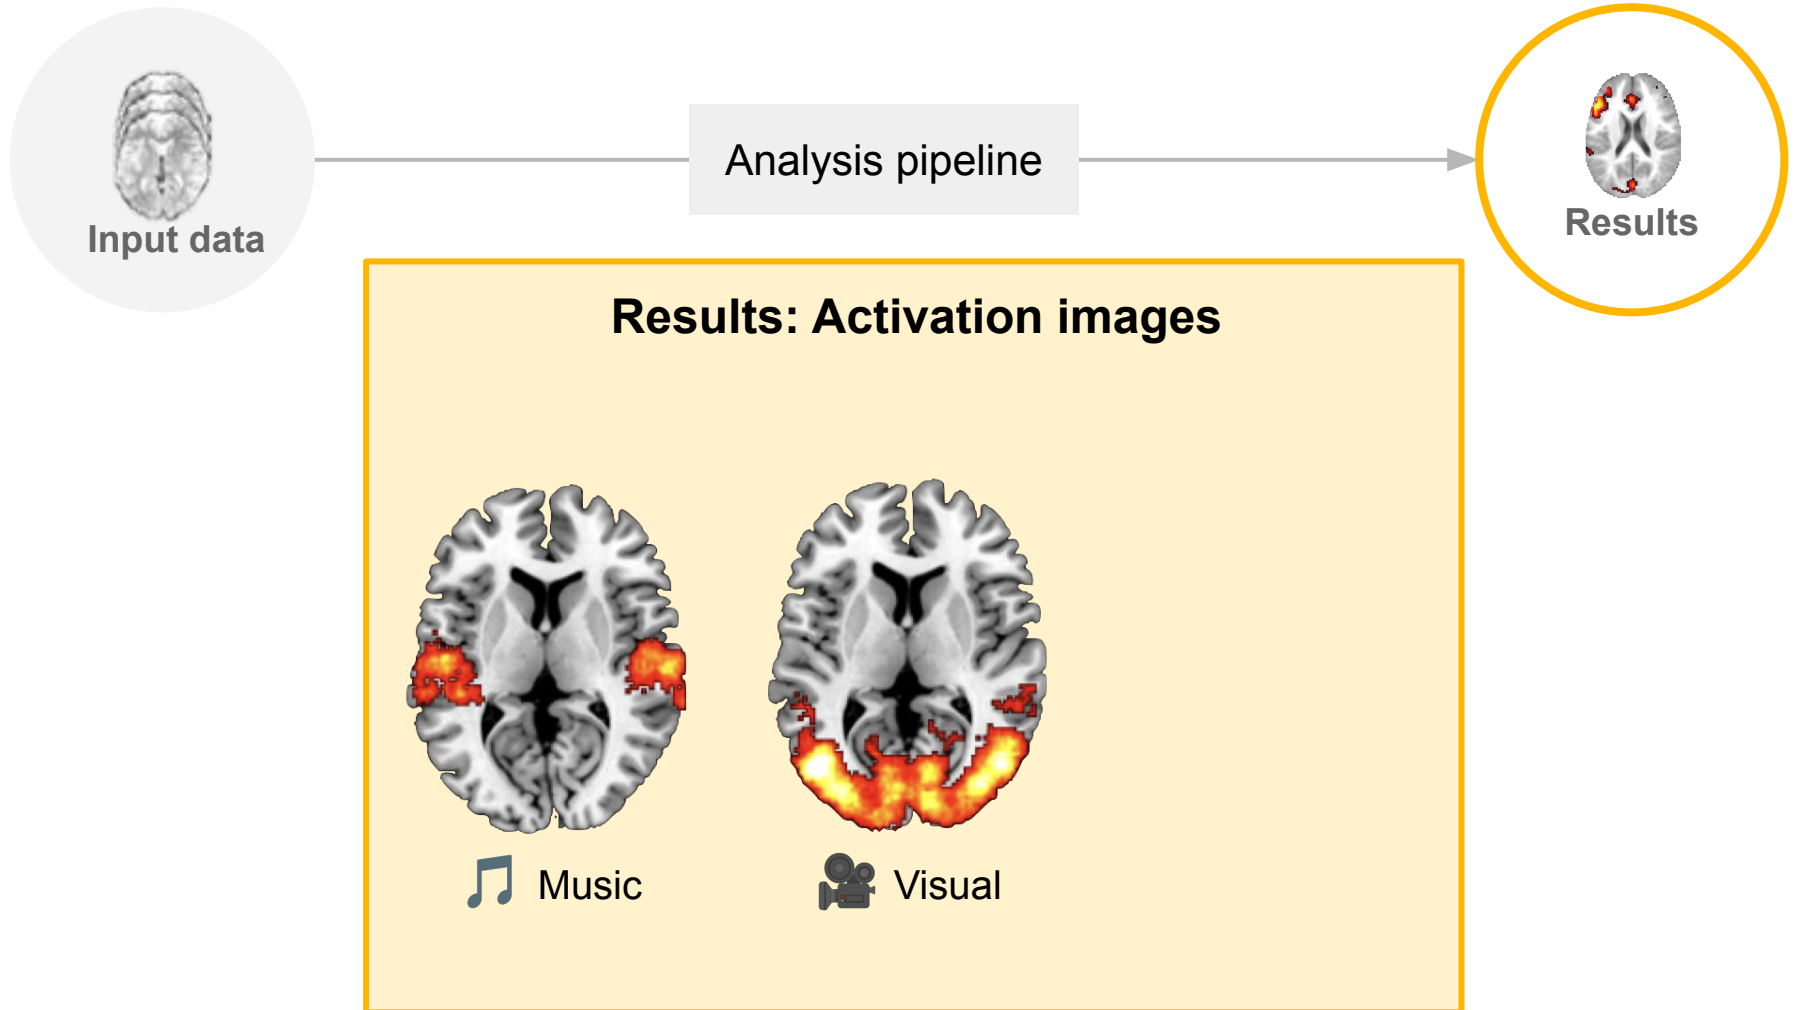 Input data
Analysis pipeline
Results
Results: Activation images
Music
Visual